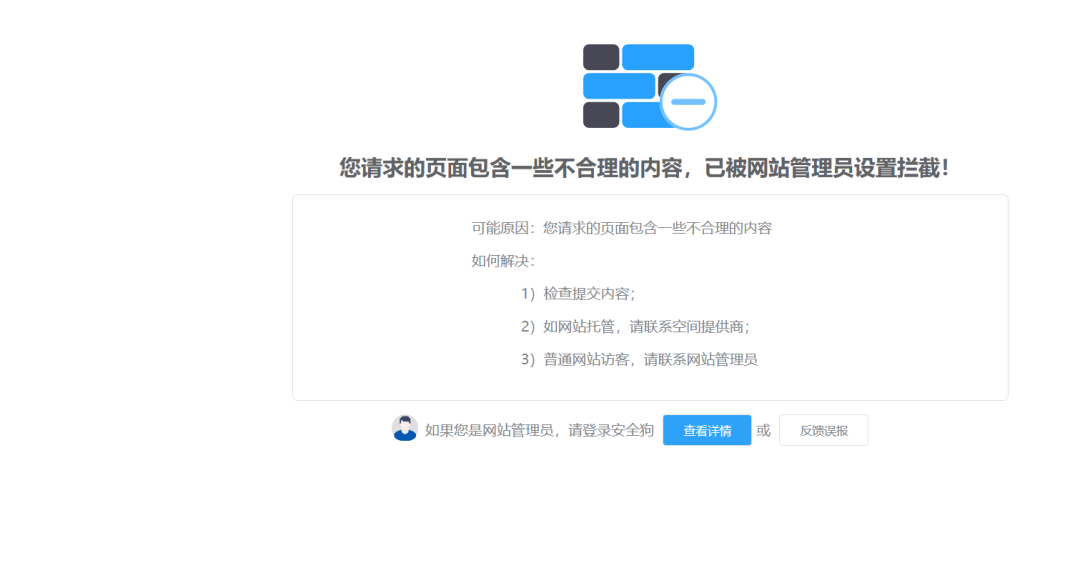 您请求的页面包含一些不合理的内容，已被网站管理员设置拦截！
可能原因：您请求的页面包含一些不合理的内容
如何解决：
1）检查提交内容；
2）如网站托管，请联系空间提供商；
3）普通网站访客，请联系网站管理员
如果您是网站管理员，请登录安全狗 查看详情 或 反馈误报